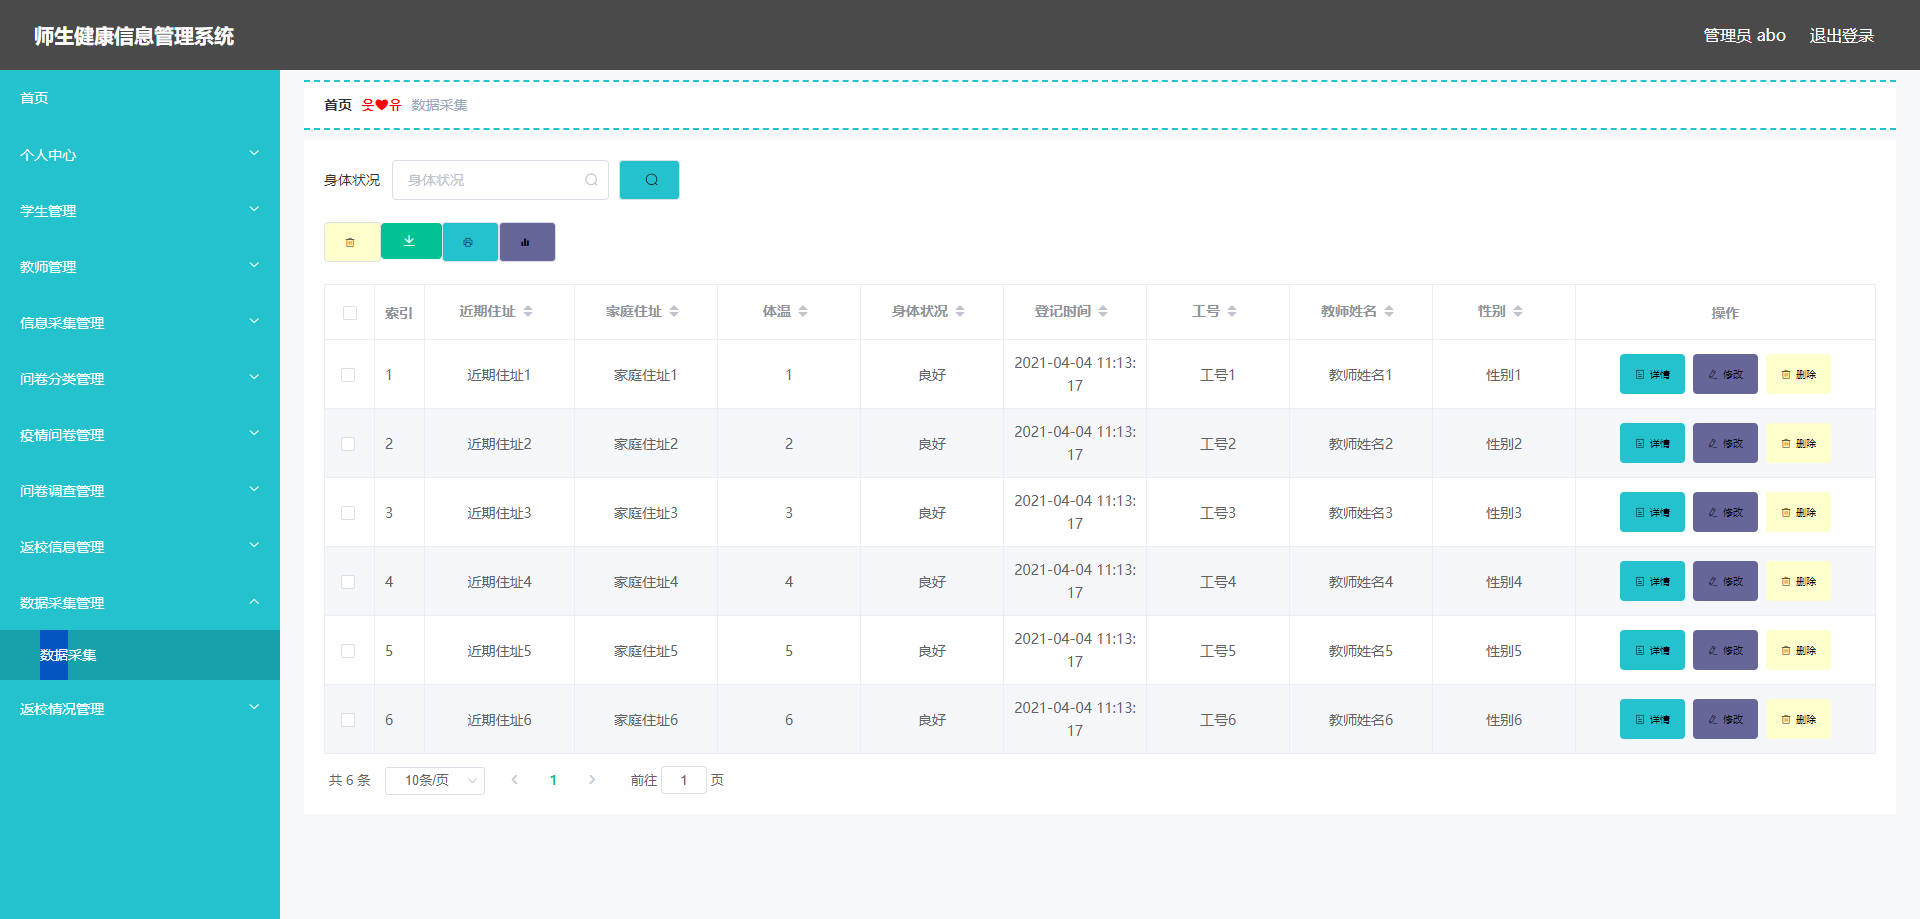 师生健康信息管理系统
管理员 abo 退出登录
首页
个人中心
学生管理
教师管理
信息采集管理
问卷分类管理
疫情问卷管理
问卷调查管理
返校信息管理
数据采集管理
数据采集
返校情况管理
首页 웃❤유 数据采集
身体状况 身体状况
索引 近期住址 家庭住址 体温 身体状况 登记时间 工号 教师姓名 性别 操作
1 近期住址1 家庭住址1 1 良好 2021-04-04 11:13:17 工号1 教师姓名1 性别1 详情 修改 删除
2 近期住址2 家庭住址2 2 良好 2021-04-04 11:13:17 工号2 教师姓名2 性别2 详情 修改 删除
3 近期住址3 家庭住址3 3 良好 2021-04-04 11:13:17 工号3 教师姓名3 性别3 详情 修改 删除
4 近期住址4 家庭住址4 4 良好 2021-04-04 11:13:17 工号4 教师姓名4 性别4 详情 修改 删除
5 近期住址5 家庭住址5 5 良好 2021-04-04 11:13:17 工号5 教师姓名5 性别5 详情 修改 删除
6 近期住址6 家庭住址6 6 良好 2021-04-04 11:13:17 工号6 教师姓名6 性别6 详情 修改 删除
共 6 条 10条/页 1 前往 1 页